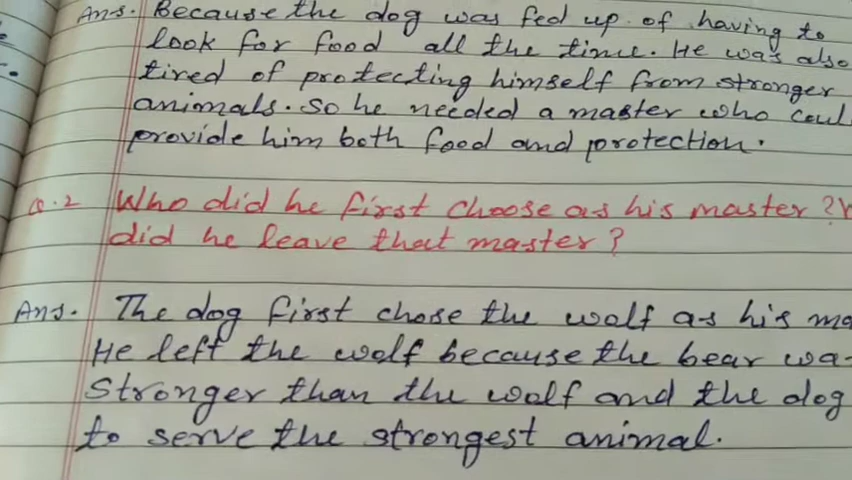 Ans. Because the dog was fed up of having to
look for food all the time. He was also
tired of protecting himself from stronger
animals. So he needed a master who coul
provide him both food and protection.
Q.2 Who did he first choose as his master ?
did he leave that master ?
Ans. The dog first chose the wolf as his ma
He left the wolf because the bear wa
stronger than the wolf and the dog
to serve the strongest animal.